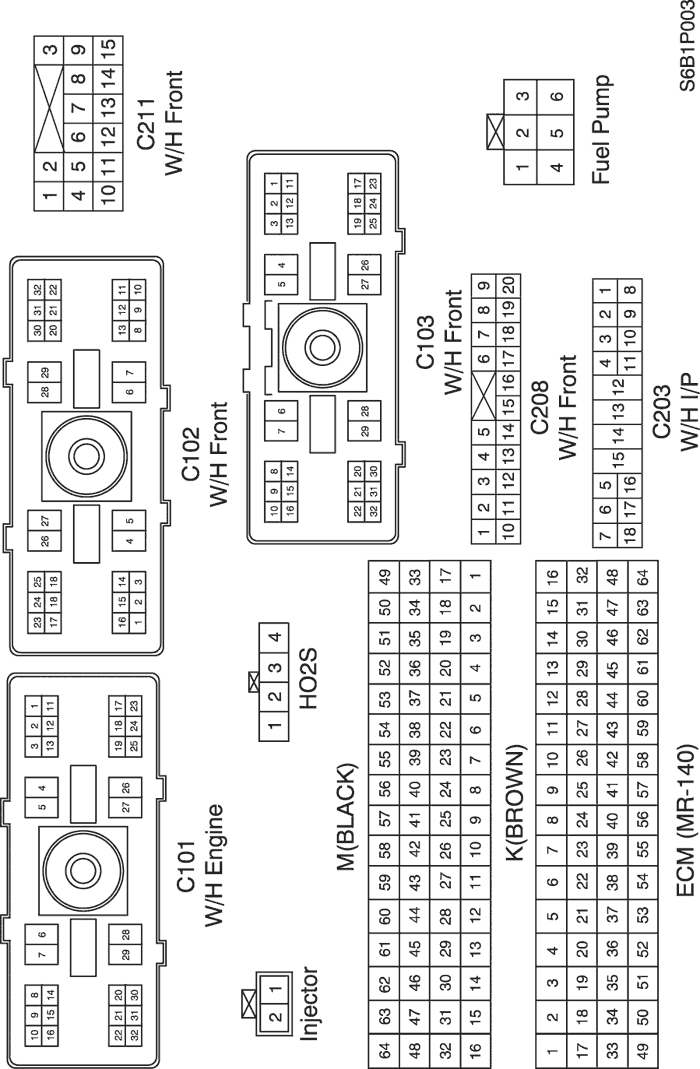 10 9 8 7 6 5 4 3 2 1
16 15 14 13 12 11
22 21 20 29 28 27 26 19 18 17
32 31 30 25 24 23
C101
W/H Engine
23 24 25 26 27 28 29 30 31 32
17 18 18 20 21 22
16 15 14 4 5 6 7 13 12 11
1 2 3 8 9 10
C102
W/H Front
1 2 3
4 5 6 7 8 9
10 11 12 13 14 15
C211
W/H Front
2 1
Injector
1 2 3 4
HO2S
10 9 8 7 6 5 4 3 2 1
16 15 14 13 12 11
22 21 20 29 28 27 26 19 18 17
32 31 30 25 24 23
C103
W/H Front
M(BLACK)
64 63 62 61 60 59 58 57 56 55 54 53 52 51 50 49
48 47 46 45 44 43 42 41 40 39 38 37 36 35 34 33
32 31 30 29 28 27 26 25 24 23 22 21 20 19 18 17
16 15 14 13 12 11 10 9 8 7 6 5 4 3 2 1
K(BROWN)
1 2 3 4 5 6 7 8 9 10 11 12 13 14 15 16
17 18 19 20 21 22 23 24 25 26 27 28 29 30 31 32
33 34 35 36 37 38 39 40 41 42 43 44 45 46 47 48
49 50 51 52 53 54 55 56 57 58 59 60 61 62 63 64
ECM (MR-140)
1 2 3 4 5 6 7 8 9
10 11 12 13 14 15 16 17 18 19 20
C208
W/H Front
7 6 5 4 3 2 1
18 17 16 15 14 13 12 11 10 9 8
C203
W/H I/P
1 2 3
4 5 6
Fuel Pump
S6B1P003